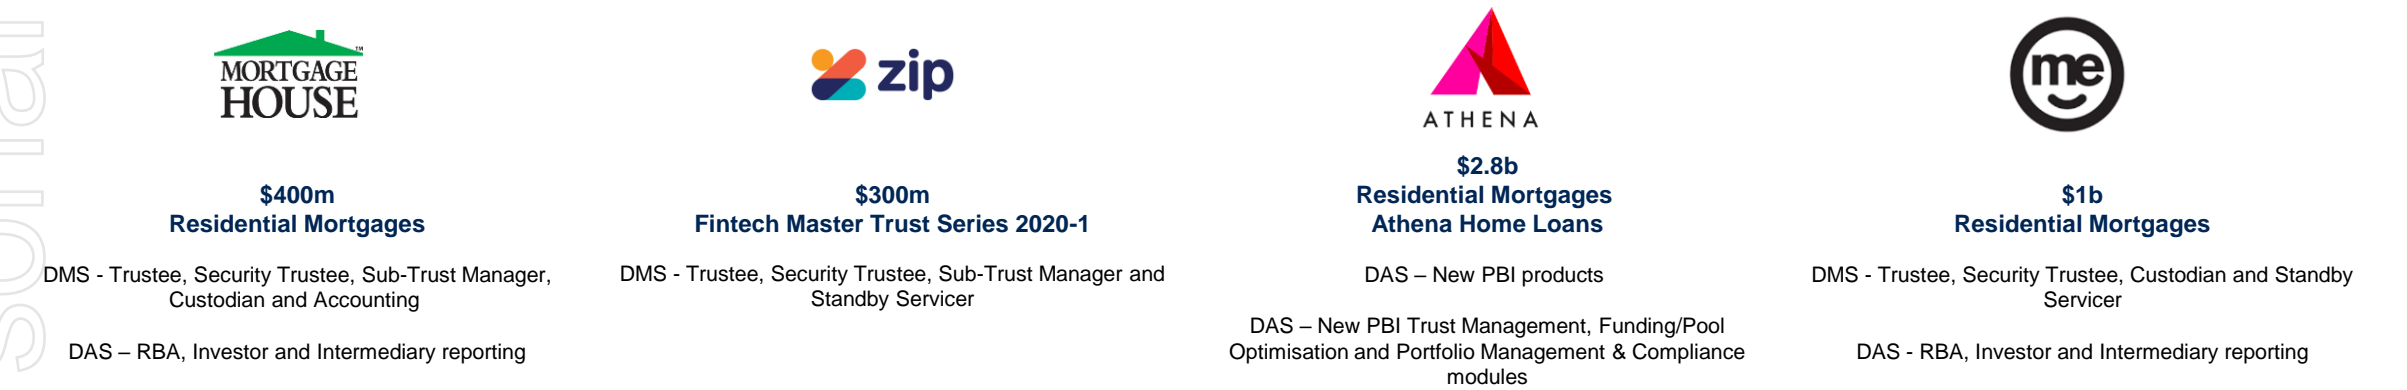 MORTGAGE
HOUSE
™
$400m
Residential Mortgages
DMS - Trustee, Security Trustee, Sub-Trust Manager,
Custodian and Accounting
DAS – RBA, Investor and Intermediary reporting
zip
$300m
Fintech Master Trust Series 2020-1
DMS - Trustee, Security Trustee, Sub-Trust Manager and
Standby Servicer
ATHENA
$2.8b
Residential Mortgages
Athena Home Loans
DAS – New PBI products
DAS – New PBI Trust Management, Funding/Pool
Optimisation and Portfolio Management & Compliance
modules
me
$1b
Residential Mortgages
DMS - Trustee, Security Trustee, Custodian and Standby
Servicer
DAS - RBA, Investor and Intermediary reporting